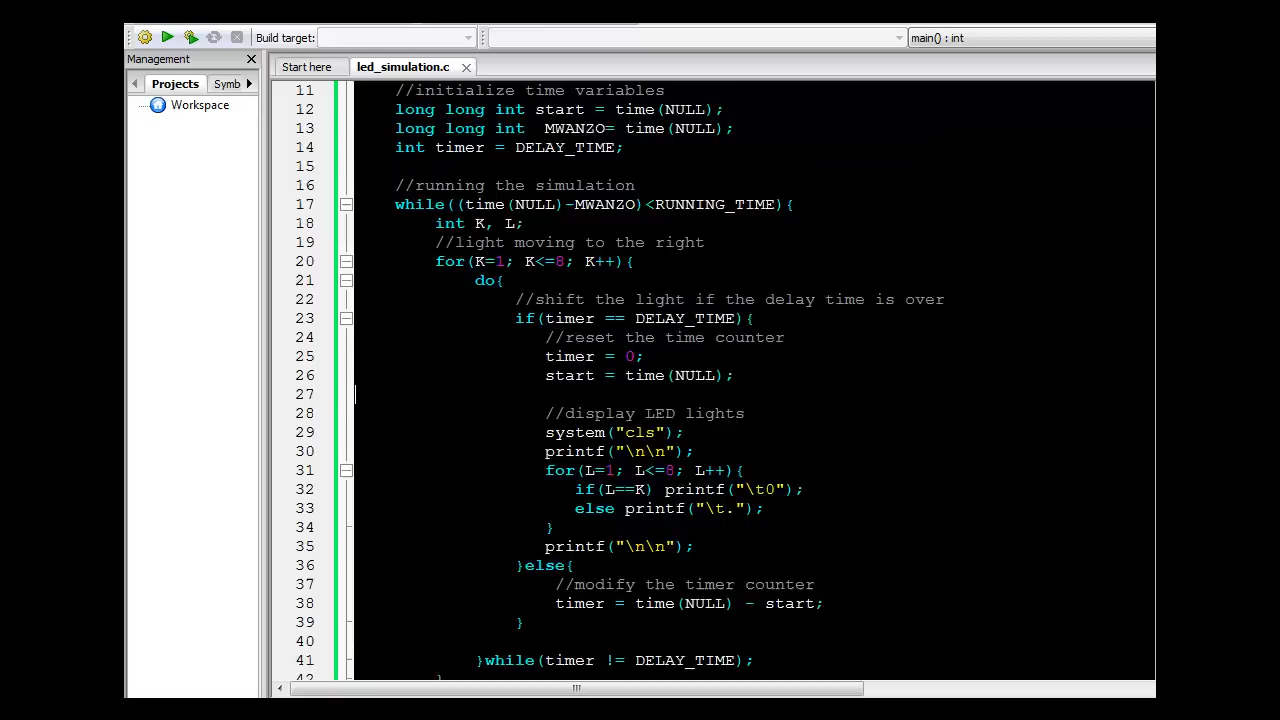 Build target:
main() : int
Management
Start here
led_simulation.c
Projects
Symb
Workspace
11 //initialize time variables
12 long long int start = time(NULL);
13 long long int  MWANZO= time(NULL);
14 int timer = DELAY_TIME;
15
16 //running the simulation
17 while((time(NULL)-MWANZO)<RUNNING_TIME){
18 int K, L;
19 //light moving to the right
20 for(K=1; K<=8; K++){
21 do{
22 //shift the light if the delay time is over
23 if(timer == DELAY_TIME){
24 //reset the time counter
25 timer = 0;
26 start = time(NULL);
27
28 //display LED lights
29 system("cls");
30 printf("\n\n");
31 for(L=1; L<=8; L++){
32 if(L==K) printf("\t0");
33 else printf("\t.");
34 }
35 printf("\n\n");
36 }else{
37 //modify the timer counter
38 timer = time(NULL) - start;
39 }
40
41 }while(timer != DELAY_TIME);
42 }